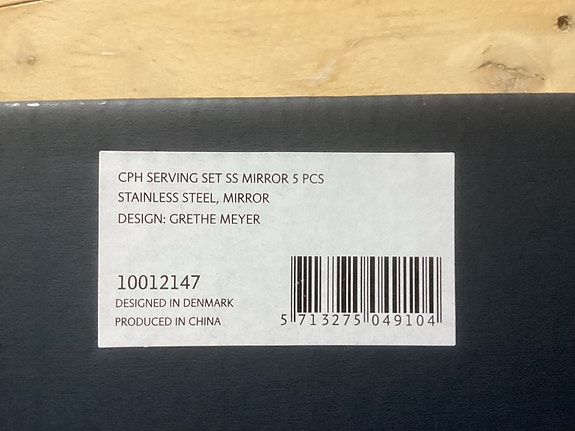 CPH SERVING SET SS MIRROR 5 PCS
STAINLESS STEEL, MIRROR
DESIGN: GRETHE MEYER
10012147
DESIGNED IN DENMARK
PRODUCED IN CHINA
5 713275 049104